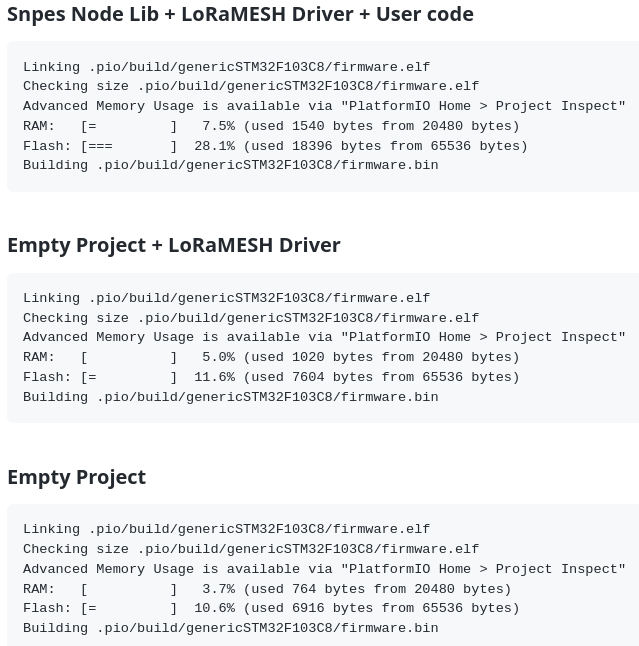 Snpes Node Lib + LoRaMESH Driver + User code
Linking .pio/build/genericSTM32F103C8/firmware.elf
Checking size .pio/build/genericSTM32F103C8/firmware.elf
Advanced Memory Usage is available via "PlatformIO Home > Project Inspect"
RAM:   [=         ]   7.5% (used 1540 bytes from 20480 bytes)
Flash: [===       ]  28.1% (used 18396 bytes from 65536 bytes)
Building .pio/build/genericSTM32F103C8/firmware.bin
Empty Project + LoRaMESH Driver
Linking .pio/build/genericSTM32F103C8/firmware.elf
Checking size .pio/build/genericSTM32F103C8/firmware.elf
Advanced Memory Usage is available via "PlatformIO Home > Project Inspect"
RAM:   [          ]   5.0% (used 1020 bytes from 20480 bytes)
Flash: [=         ]  11.6% (used 7604 bytes from 65536 bytes)
Building .pio/build/genericSTM32F103C8/firmware.bin
Empty Project
Linking .pio/build/genericSTM32F103C8/firmware.elf
Checking size .pio/build/genericSTM32F103C8/firmware.elf
Advanced Memory Usage is available via "PlatformIO Home > Project Inspect"
RAM:   [          ]   3.7% (used 764 bytes from 20480 bytes)
Flash: [=         ]  10.6% (used 6916 bytes from 65536 bytes)
Building .pio/build/genericSTM32F103C8/firmware.bin